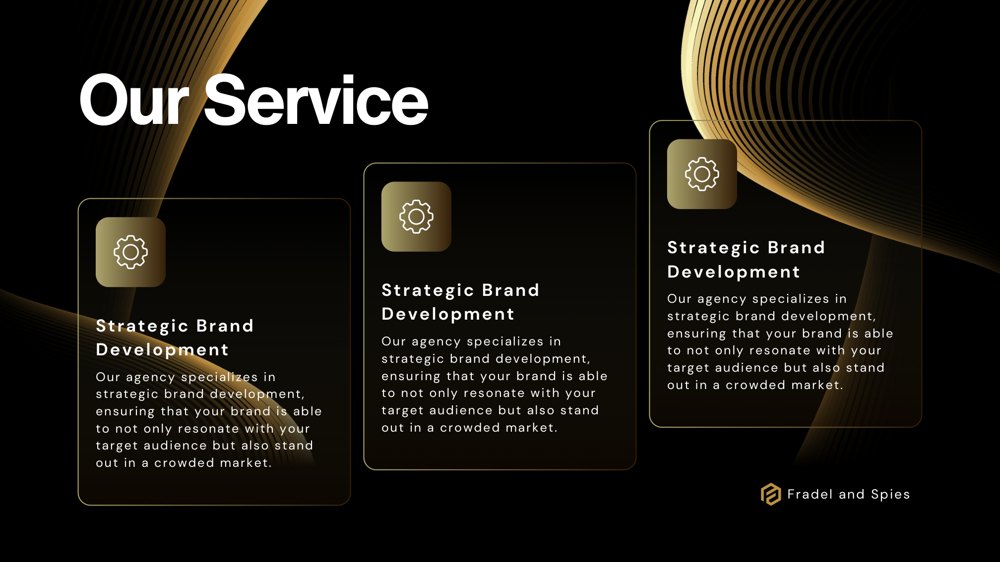 Our Service
Strategic Brand
Development
Our agency specializes in
strategic brand development,
ensuring that your brand is able
to not only resonate with your
target audience but also stand
out in a crowded market.
Strategic Brand
Development
Our agency specializes in
strategic brand development,
ensuring that your brand is able
to not only resonate with your
target audience but also stand
out in a crowded market.
Strategic Brand
Development
Our agency specializes in
strategic brand development,
ensuring that your brand is able
to not only resonate with your
target audience but also stand
out in a crowded market.
Fradel and Spies